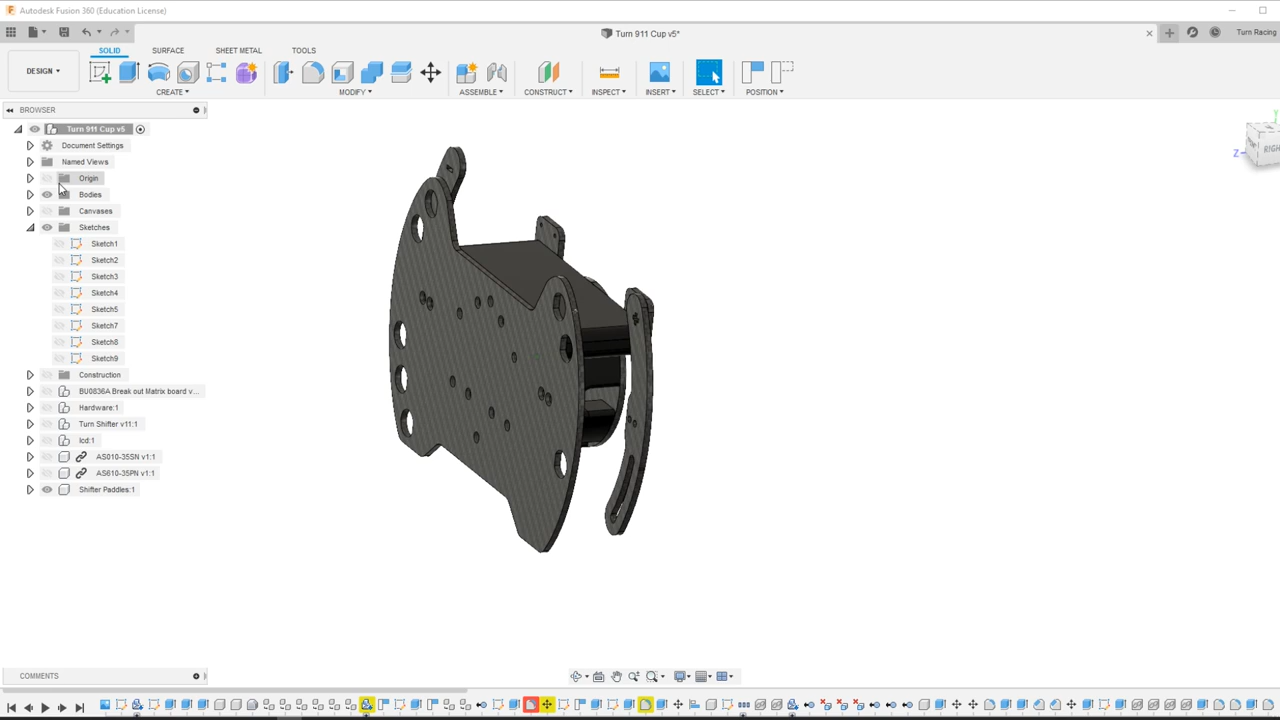 Autodesk Fusion 360 (Education License)
Turn 911 Cup v5*
Turn Racing
SOLID SURFACE SHEET METAL TOOLS
DESIGN
CREATE MODIFY ASSEMBLE CONSTRUCT INSPECT INSERT SELECT POSITION
BROWSER
Turn 911 Cup v5
Document Settings
Named Views
Origin
Bodies
Canvases
Sketches
Sketch1
Sketch2
Sketch3
Sketch4
Sketch5
Sketch7
Sketch8
Sketch9
Construction
BU0836A Break out Matrix board v...
Hardware:1
Turn Shifter v11:1
lcd:1
AS010-35SN v1:1
AS610-35PN v1:1
Shifter Paddles:1
Y
Z
RIGHT
COMMENTS